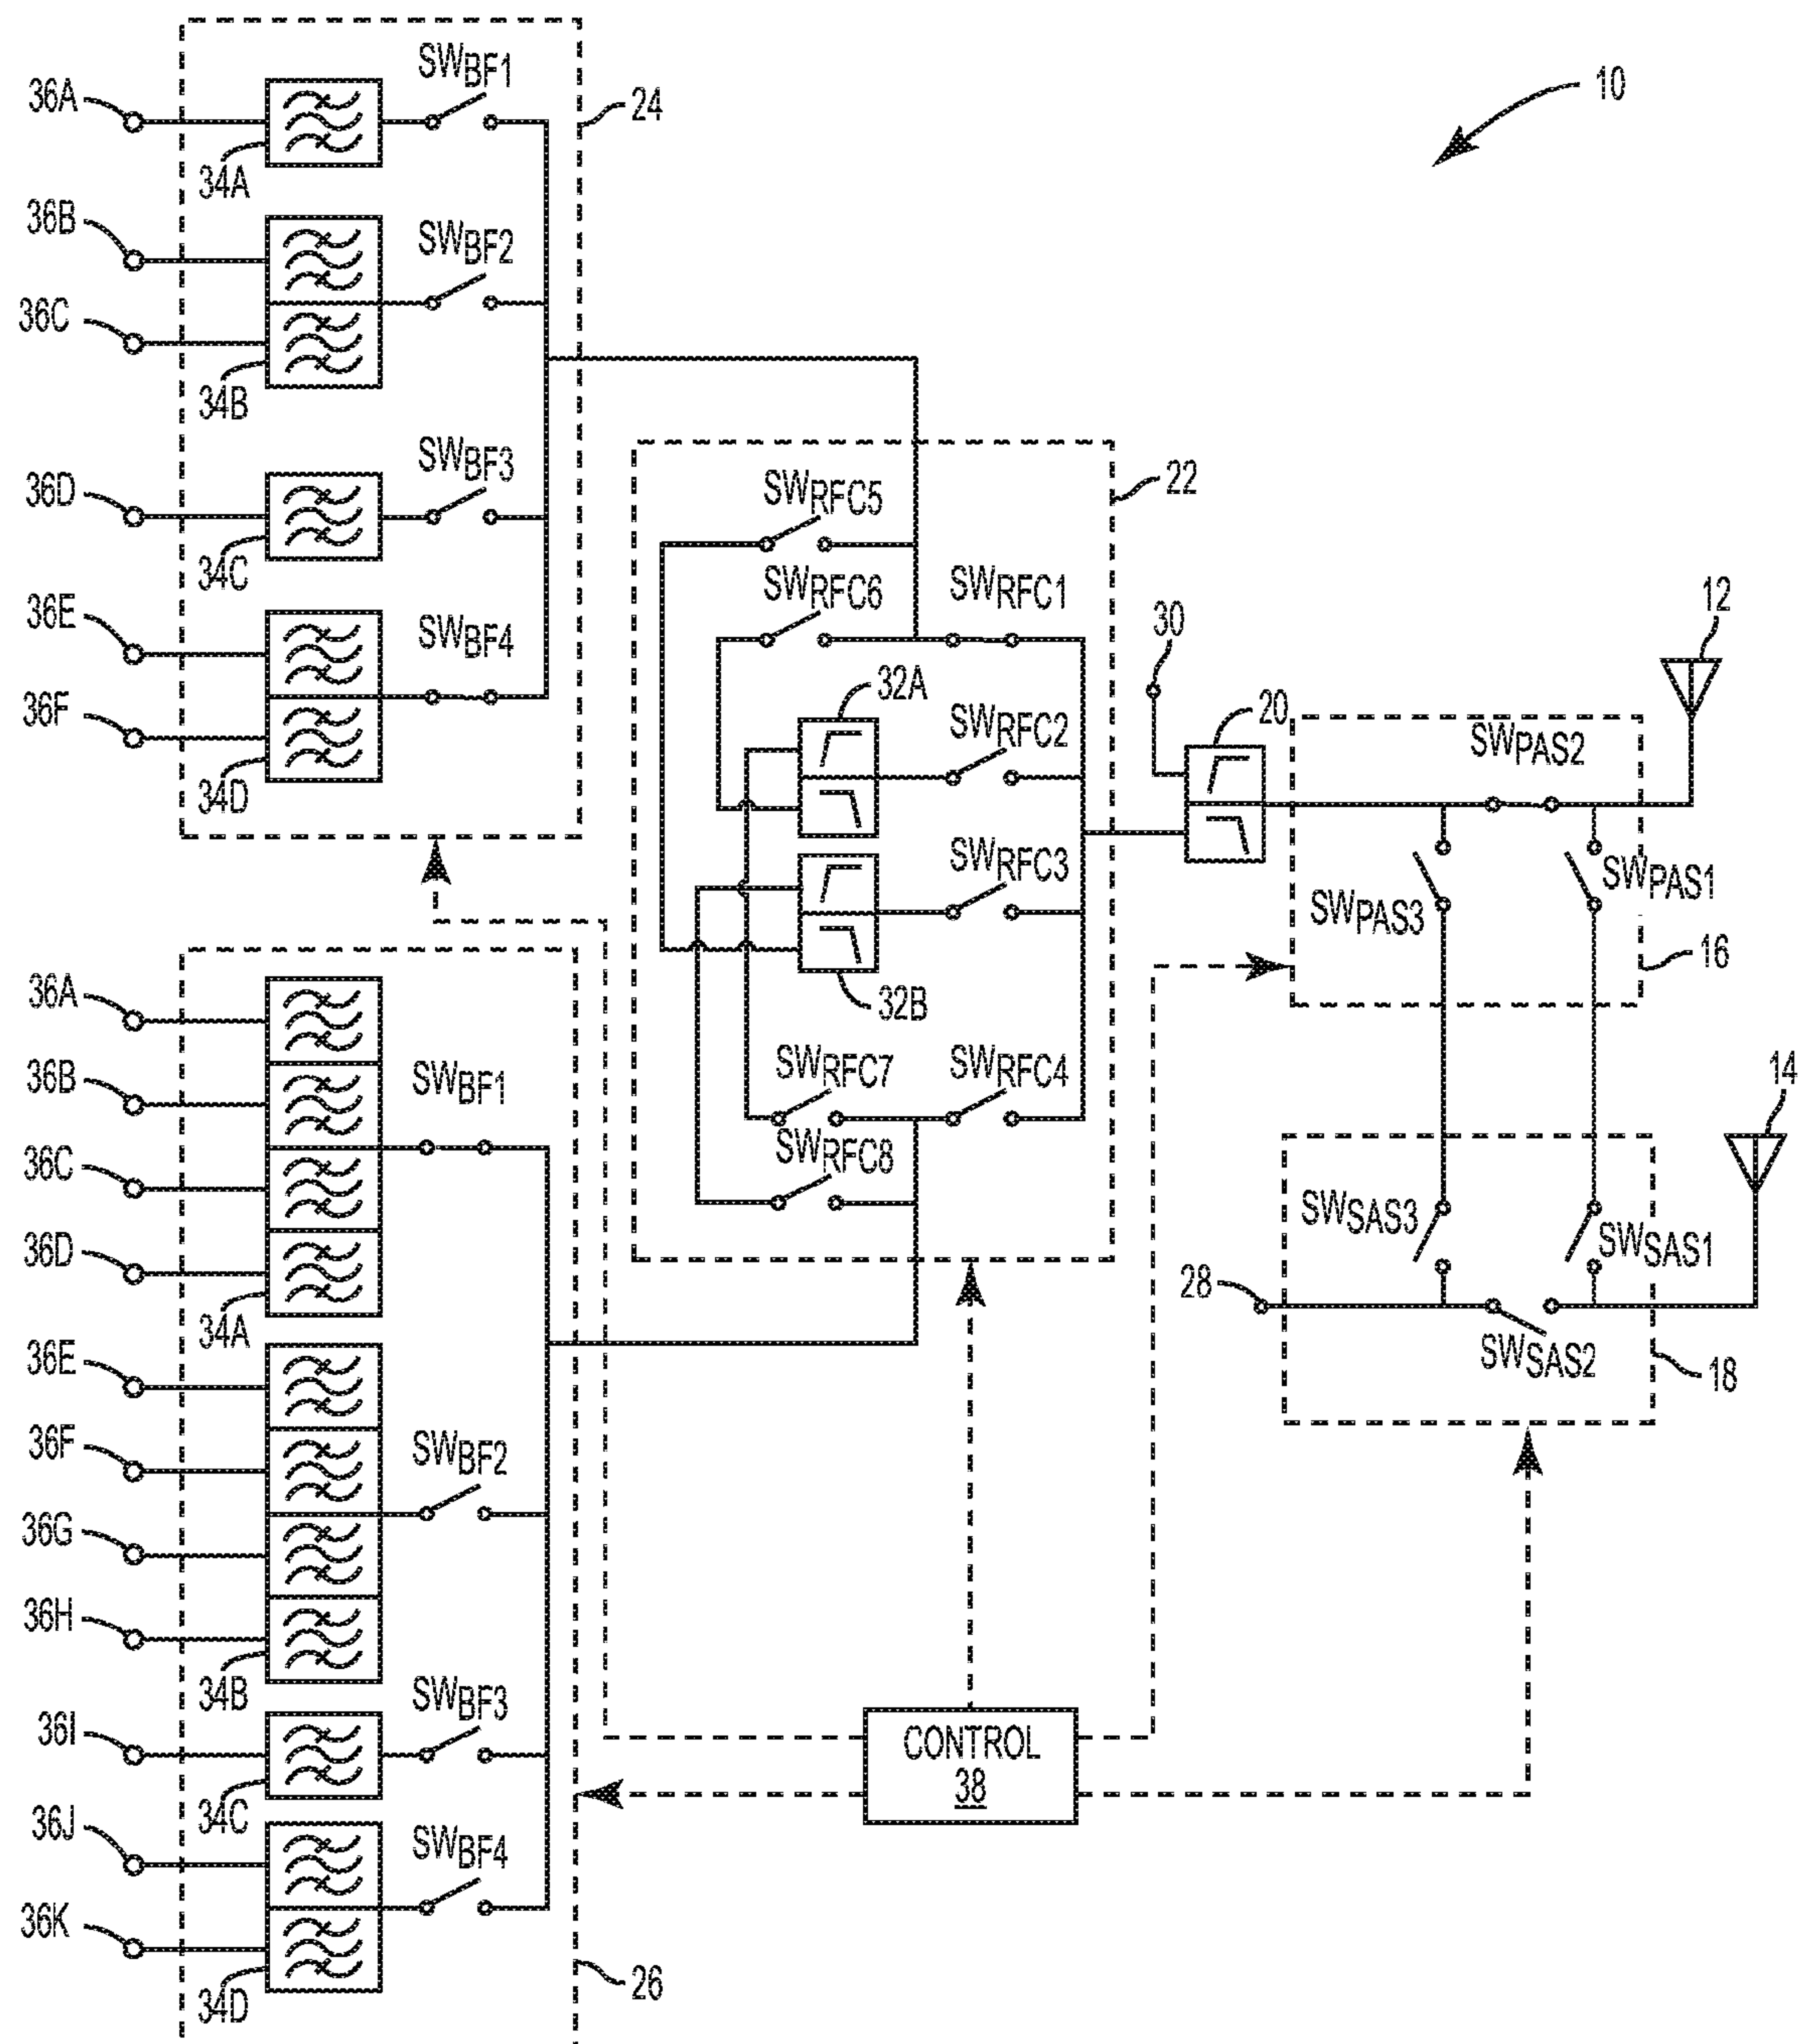 10
36A
34A
SWBF1
24
36B
36C
34B
SWBF2
36D
34C
SWBF3
36E
36F
34D
SWBF4
22
SWRFC5
SWRFC6
SWRFC1
32A
SWRFC2
SWRFC3
32B
SWRFC7
SWRFC4
SWRFC8
30
20
12
SWPAS2
SWPAS3
SWPAS1
16
14
SWSAS3
SWSAS1
28
SWSAS2
18
36A
36B
36C
36D
34A
SWBF1
36E
36F
36G
36H
34B
SWBF2
36I
34C
SWBF3
36J
36K
34D
SWBF4
26
CONTROL
38